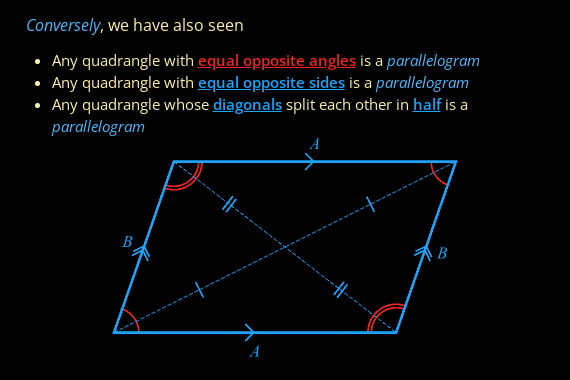 Conversely, we have also seen
• Any quadrangle with equal opposite angles is a parallelogram
• Any quadrangle with equal opposite sides is a parallelogram
• Any quadrangle whose diagonals split each other in half is a
parallelogram
A
B
B
A